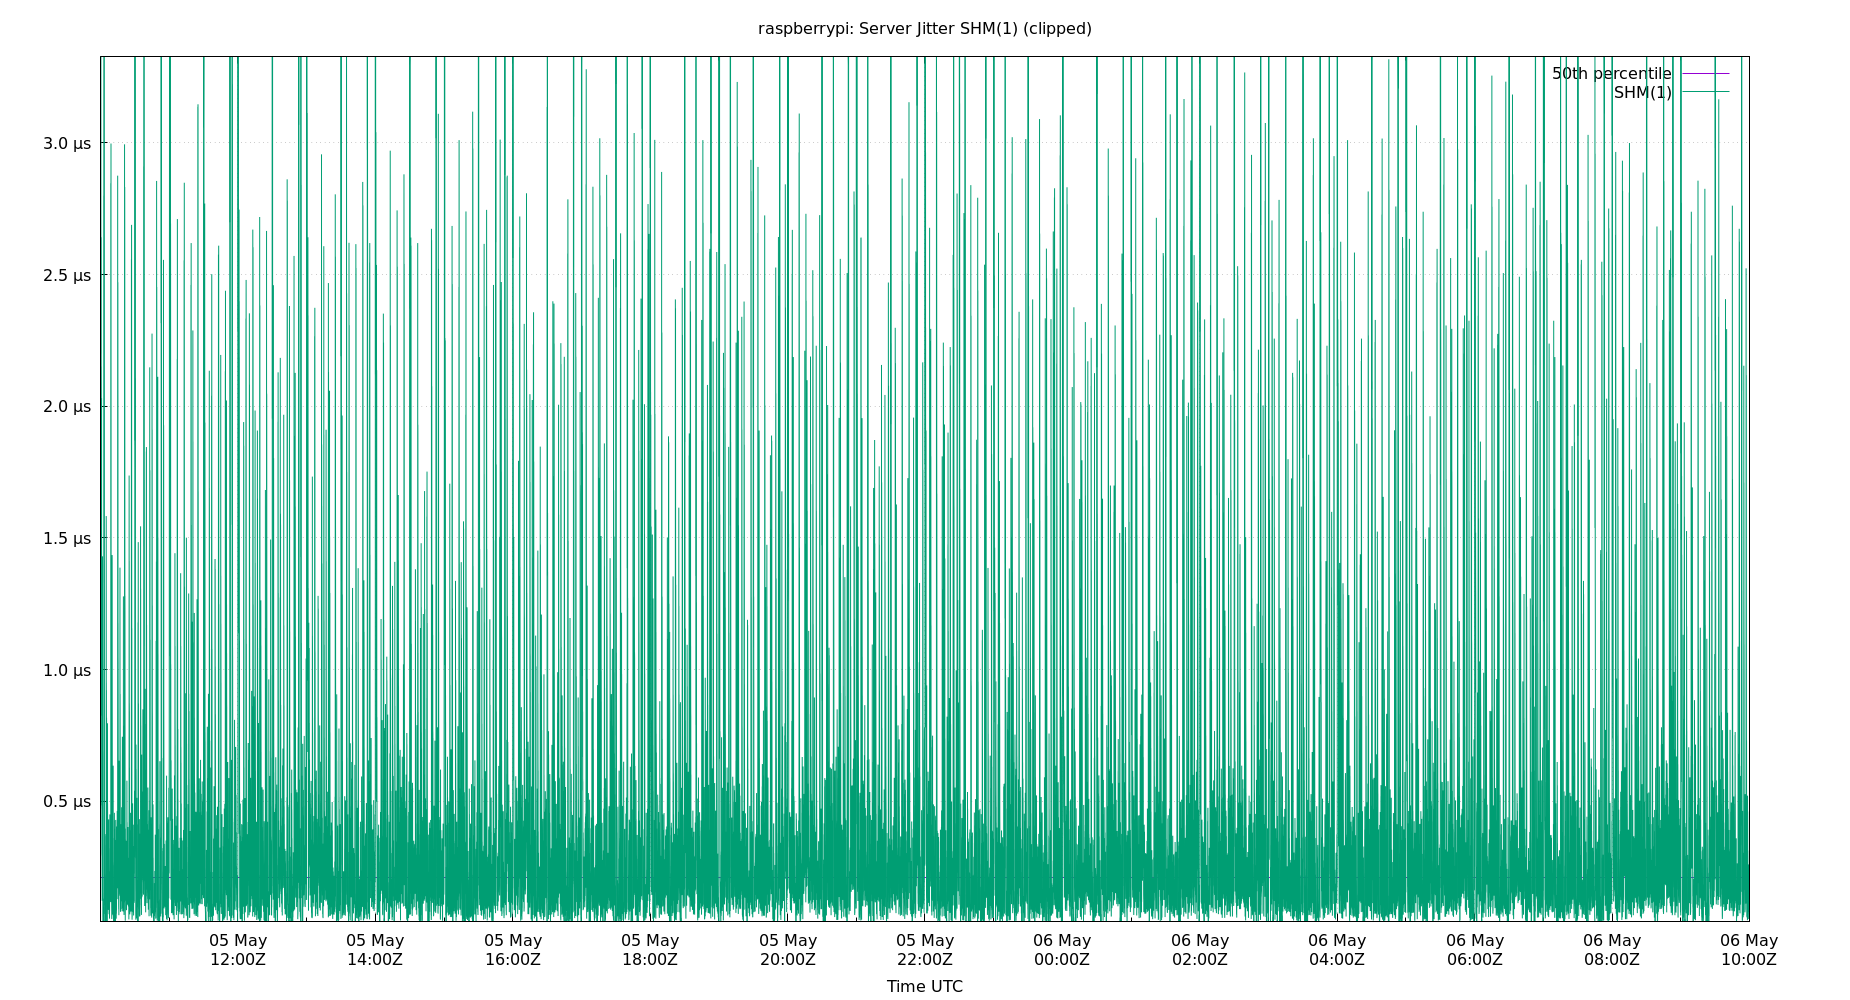 raspberrypi: Server Jitter SHM(1) (clipped)
50th percentile
SHM(1)
3.0 µs
2.5 µs
2.0 µs
1.5 µs
1.0 µs
0.5 µs
05 May 05 May 05 May 05 May 05 May 05 May 06 May 06 May 06 May 06 May 06 May 06 May
12:00Z 14:00Z 16:00Z 18:00Z 20:00Z 22:00Z 00:00Z 02:00Z 04:00Z 06:00Z 08:00Z 10:00Z
Time UTC